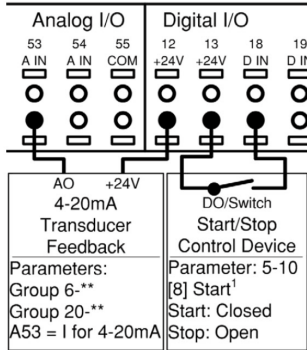 Analog I/O
Digital I/O
53 54 55 12 13 18 19
A IN A IN COM +24V +24V D IN D IN
AO +24V
4-20mA
Transducer
Feedback
Parameters:
Group 6-**
Group 20-**
A53 = I for 4-20mA
DO/Switch
Start/Stop
Control Device
Parameter: 5-10
[8] Start¹
Start: Closed
Stop: Open